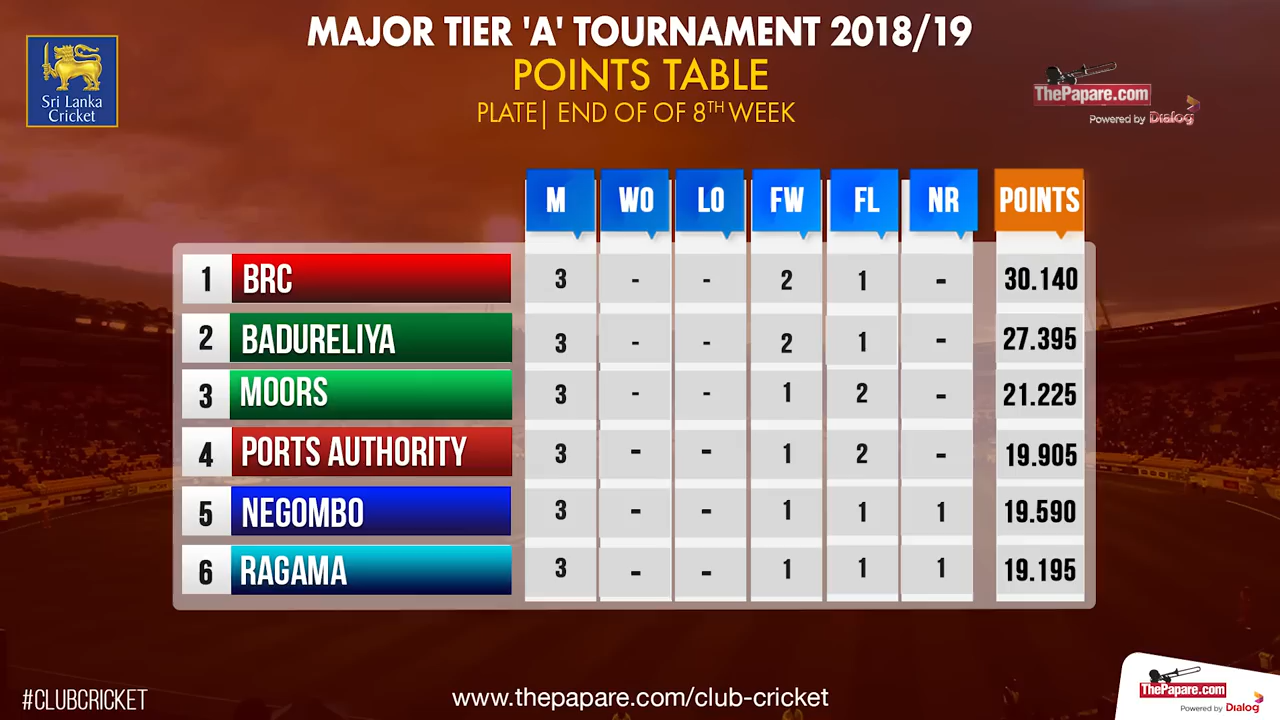 MAJOR TIER 'A' TOURNAMENT 2018/19
POINTS TABLE
PLATE| END OF OF 8TH WEEK
Sri Lanka
Cricket
ThePapare.com
Powered by Dialog
M WO LO FW FL NR POINTS
1 BRC 3 - - 2 1 - 30.140
2 BADURELIYA 3 - - 2 1 - 27.395
3 MOORS 3 - - 1 2 - 21.225
4 PORTS AUTHORITY 3 - - 1 2 - 19.905
5 NEGOMBO 3 - - 1 1 1 19.590
6 RAGAMA 3 - - 1 1 1 19.195
#CLUBCRICKET
www.thepapare.com/club-cricket
ThePapare.com
Powered by Dialog